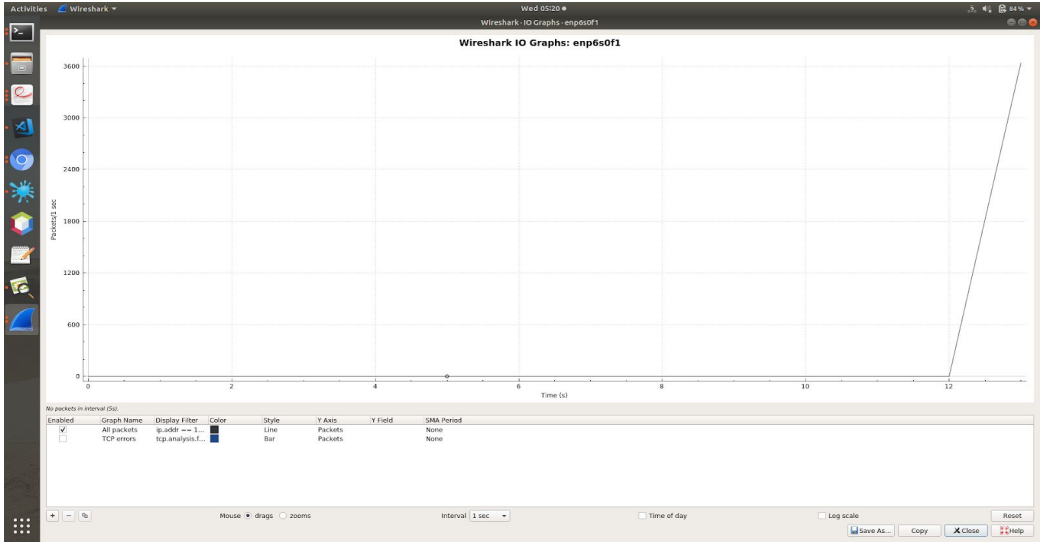 Activities Wireshark Wed 05:20 84%
Wireshark · IO Graphs · enp6s0f1
Wireshark IO Graphs: enp6s0f1
3600
3000
2400
1800
1200
600
0
Packets/1 sec
0 2 4 6 8 10 12
Time (s)
No packets in interval (5s).
Enabled Graph Name Display Filter Color Style Y Axis Y Field SMA Period
All packets ip.addr == 1... Line Packets None
TCP errors tcp.analysis.f... Bar Packets None
+ − Mouse drags zooms Interval 1 sec Time of day Log scale Reset
Save As... Copy Close Help